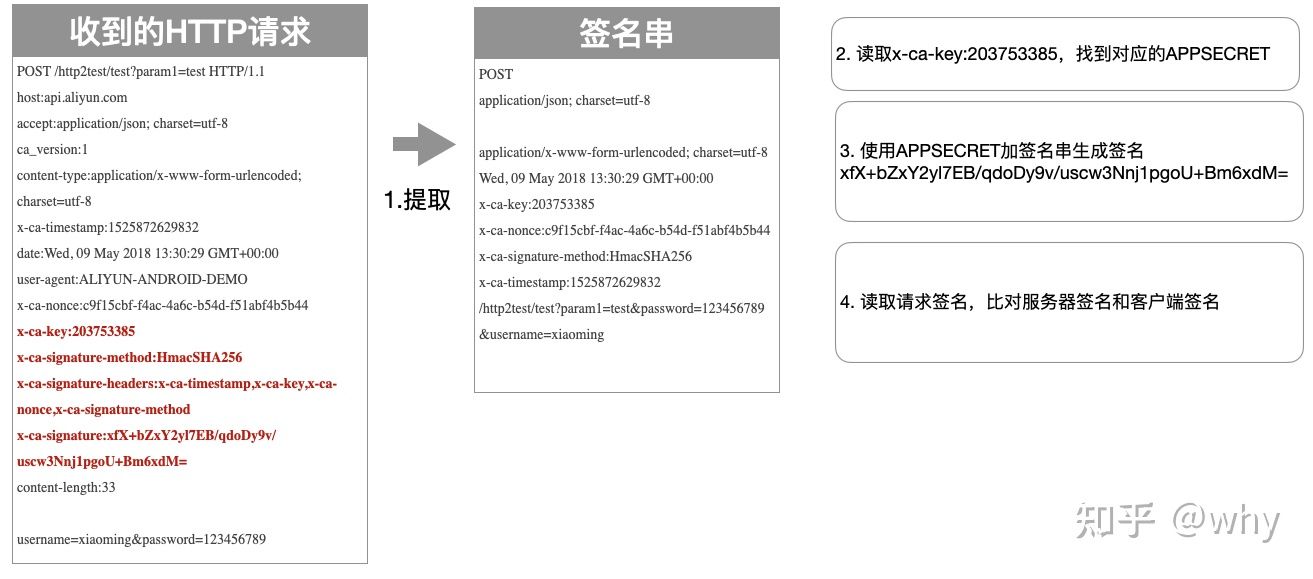 收到的HTTP请求
POST /http2test/test?param1=test HTTP/1.1
host:api.aliyun.com
accept:application/json; charset=utf-8
ca_version:1
content-type:application/x-www-form-urlencoded;
charset=utf-8
x-ca-timestamp:1525872629832
date:Wed, 09 May 2018 13:30:29 GMT+00:00
user-agent:ALIYUN-ANDROID-DEMO
x-ca-nonce:c9f15cbf-f4ac-4a6c-b54d-f51abf4b5b44
x-ca-key:203753385
x-ca-signature-method:HmacSHA256
x-ca-signature-headers:x-ca-timestamp,x-ca-key,x-ca-
nonce,x-ca-signature-method
x-ca-signature:xfX+bZxY2yl7EB/qdoDy9v/
uscw3Nnj1pgoU+Bm6xdM=
content-length:33
username=xiaoming&password=123456789
1.提取
签名串
POST
application/json; charset=utf-8
application/x-www-form-urlencoded; charset=utf-8
Wed, 09 May 2018 13:30:29 GMT+00:00
x-ca-key:203753385
x-ca-nonce:c9f15cbf-f4ac-4a6c-b54d-f51abf4b5b44
x-ca-signature-method:HmacSHA256
x-ca-timestamp:1525872629832
/http2test/test?param1=test&password=123456789
&username=xiaoming
2. 读取x-ca-key:203753385，找到对应的APPSECRET
3. 使用APPSECRET加签名串生成签名
xfX+bZxY2yl7EB/qdoDy9v/uscw3Nnj1pgoU+Bm6xdM=
4. 读取请求签名，比对服务器签名和客户端签名
知乎 @why